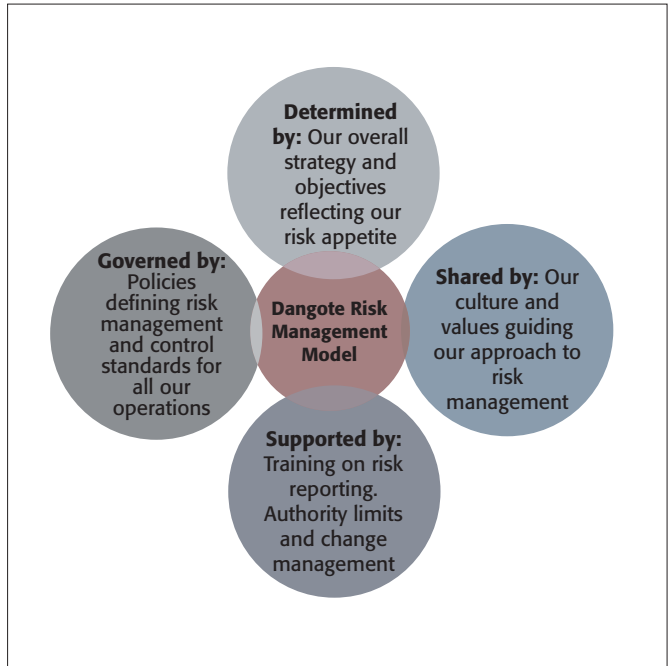 Determined
by: Our overall
strategy and
objectives
reflecting our
risk appetite
Governed by:
Policies
defining risk
management
and control
standards for
all our
operations
Dangote Risk
Management
Model
Shared by: Our
culture and
values guiding
our approach to
risk
management
Supported by:
Training on risk
reporting.
Authority limits
and change
management